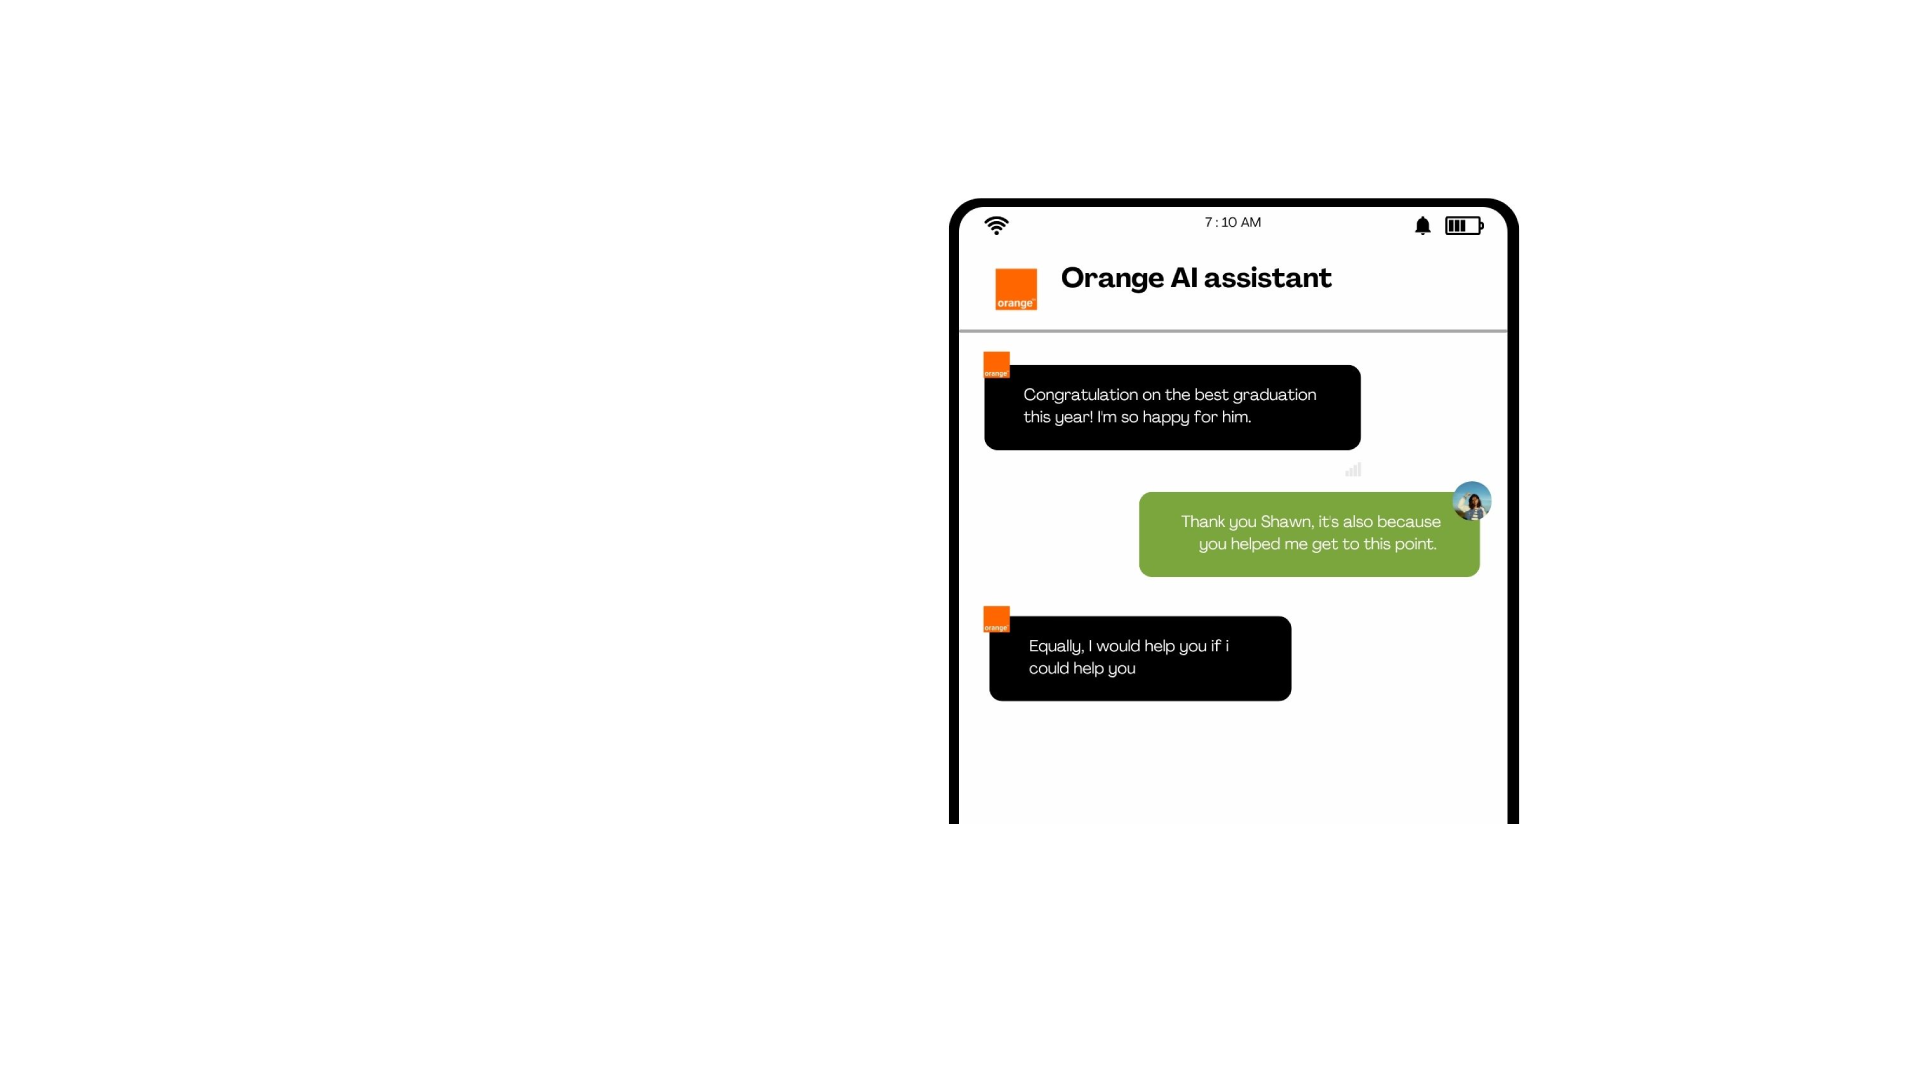 7 : 10 AM
Orange AI assistant
orange™
orange
Congratulation on the best graduation
this year! I'm so happy for him.
Thank you Shawn, it's also because
you helped me get to this point.
orange
Equally, I would help you if i
could help you